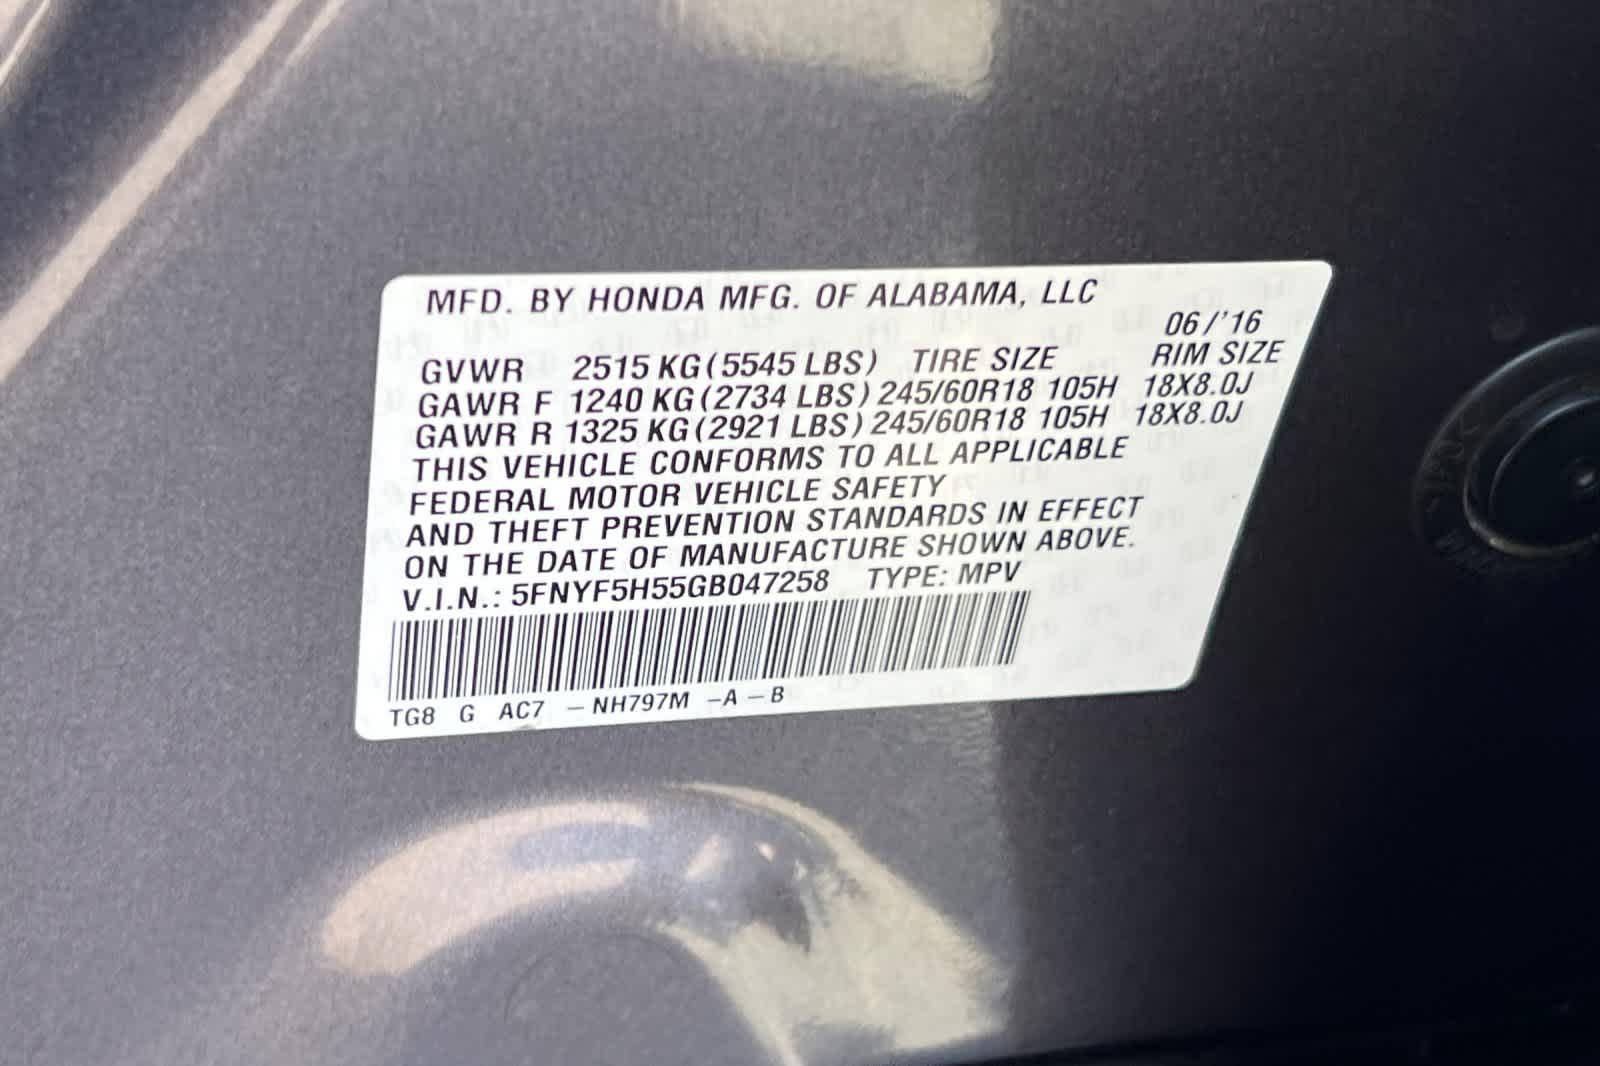 MFD. BY HONDA MFG. OF ALABAMA, LLC
06/'16
GVWR 2515 KG (5545 LBS) TIRE SIZE RIM SIZE
GAWR F 1240 KG (2734 LBS) 245/60R18 105H 18X8.0J
GAWR R 1325 KG (2921 LBS) 245/60R18 105H 18X8.0J
THIS VEHICLE CONFORMS TO ALL APPLICABLE
FEDERAL MOTOR VEHICLE SAFETY
AND THEFT PREVENTION STANDARDS IN EFFECT
ON THE DATE OF MANUFACTURE SHOWN ABOVE.
V.I.N.: 5FNYF5H55GB047258 TYPE: MPV
TG8 G AC7 – NH797M –A – B